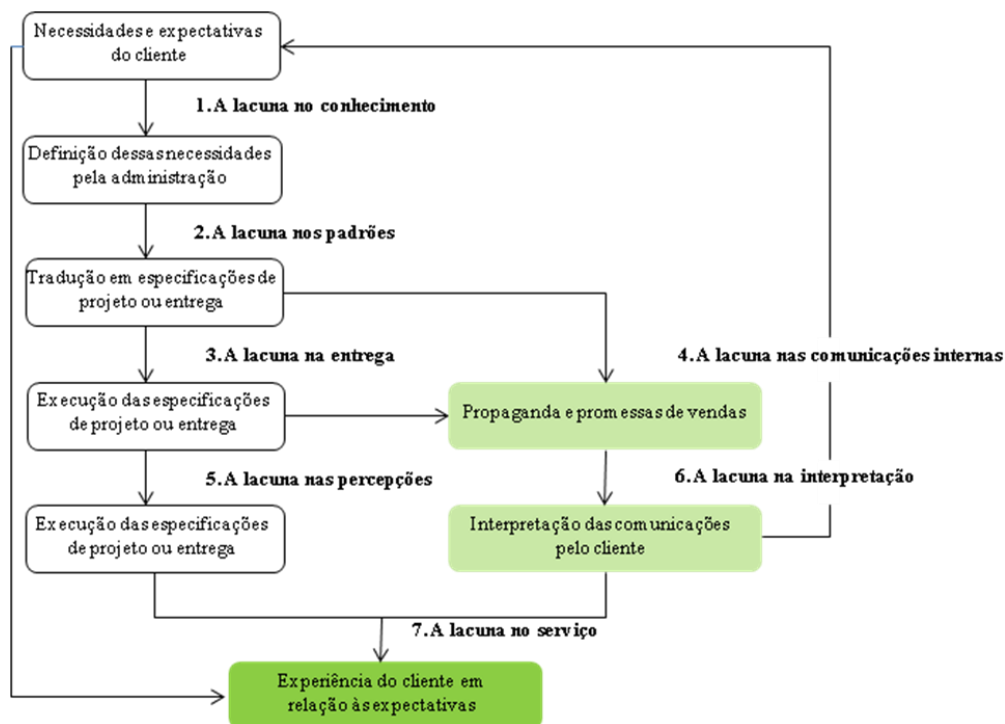 Necessidades e expectativas
do cliente
1.A lacuna no conhecimento
Definição dessas necessidades
pela administração
2.A lacuna nos padrões
Tradução em especificações de
projeto ou entrega
3.A lacuna na entrega
4.A lacuna nas comunicações internas
Execução das especificações
de projeto ou entrega
Propaganda e promessas de vendas
5.A lacuna nas percepções
6.A lacuna na interpretação
Execução das especificações
de projeto ou entrega
Interpretação das comunicações
pelo cliente
7.A lacuna no serviço
Experiência do cliente em
relação às expectativas